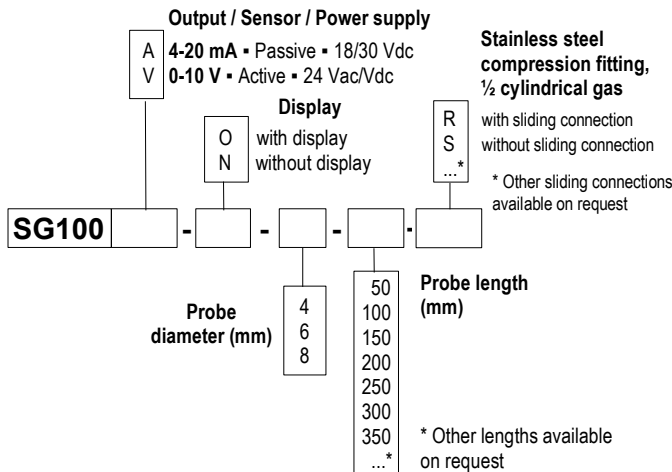 Output / Sensor / Power supply
A 4-20 mA ▪ Passive ▪ 18/30 Vdc
V 0-10 V ▪ Active ▪ 24 Vac/Vdc
Display
O with display
N without display
Stainless steel
compression fitting,
½ cylindrical gas
R with sliding connection
S without sliding connection
...*
* Other sliding connections
available on request
SG100 - - - -
Probe
diameter (mm)
4
6
8
50
100
150
200
250
300
350
...*
Probe length
(mm)
* Other lengths available
on request